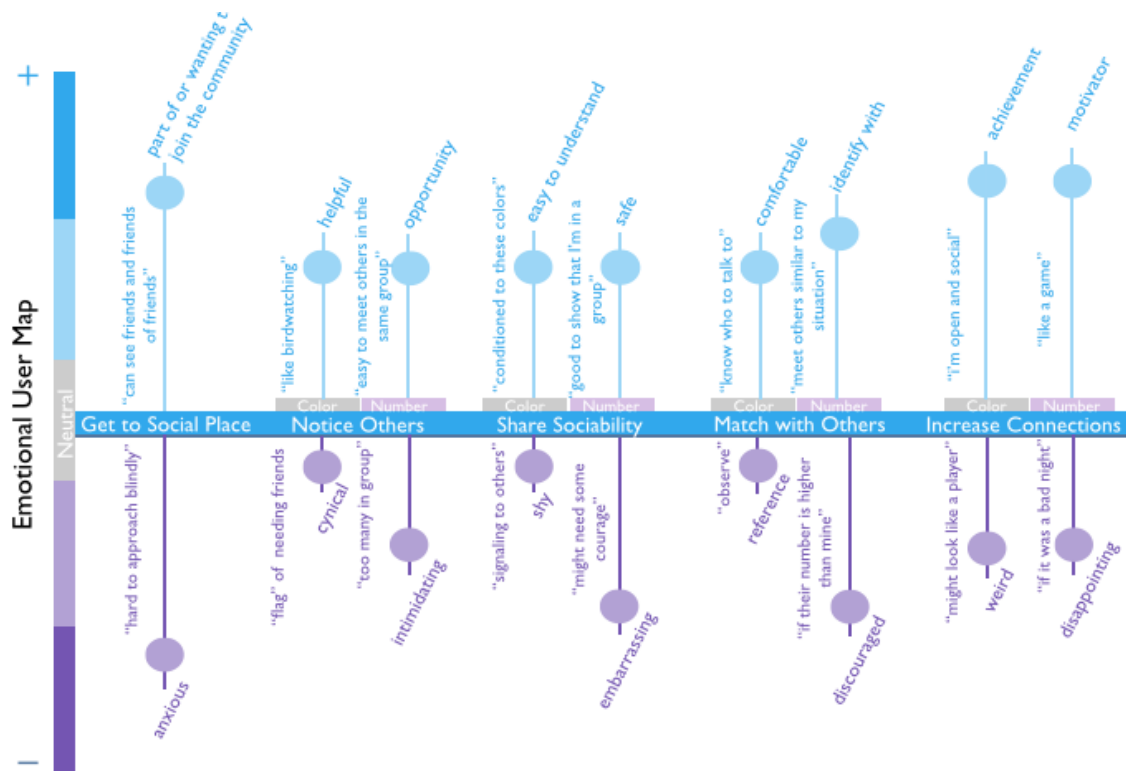 Emotional User Map
+
Neutral
–
part of or wanting t
join the community
"can see friends and friends
of friends"
Get to Social Place
"hard to approach blindly"
anxious
helpful
"like birdwatching"
opportunity
"easy to meet others in the
same group"
Color
Number
Notice Others
"flag" of needing friends
cynical
"too many in group"
intimidating
easy to understand
"conditioned to these colors"
safe
"good to show that I'm in a
group"
Color
Number
Share Sociability
"signaling to others"
shy
"might need some
courage"
embarrassing
comfortable
"know who to talk to"
identify with
"meet others similar to my
situation"
Color
Number
Match with Others
"observe"
reference
"if their number is higher
than mine"
discouraged
achievement
"i'm open and social"
motivator
"like a game"
Color
Number
Increase Connections
"might look like a player"
weird
"if it was a bad night"
disappointing